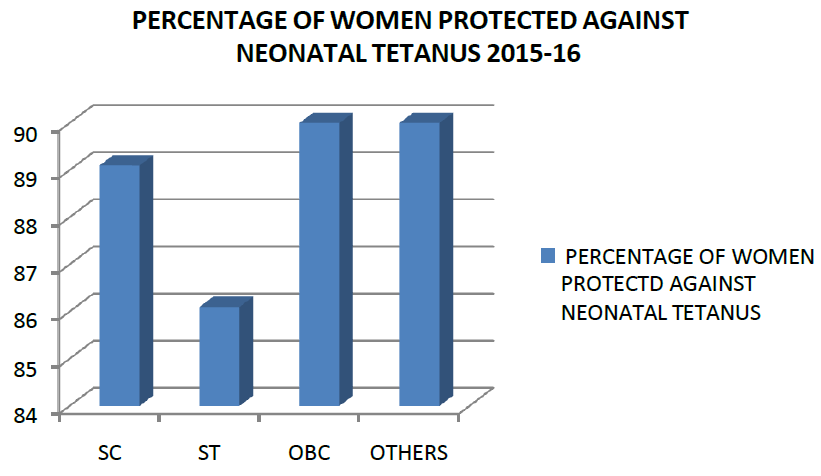 PERCENTAGE OF WOMEN PROTECTED AGAINST
NEONATAL TETANUS 2015-16
90
89
88
87
86
85
84
SC ST OBC OTHERS
PERCENTAGE OF WOMEN
PROTECTD AGAINST
NEONATAL TETANUS